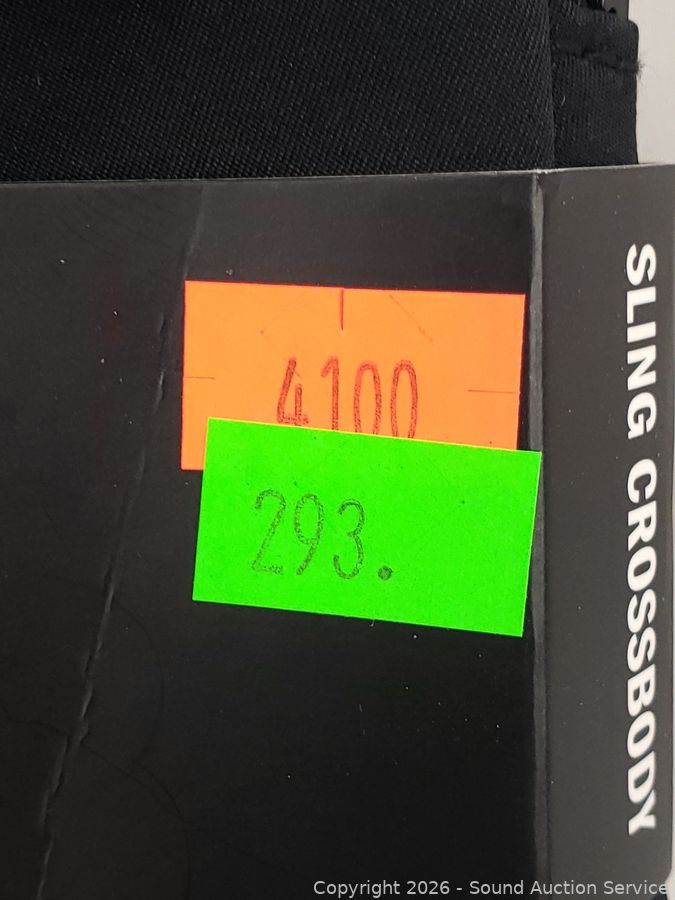 4100
293.
SLING CROSSBODY
Copyright 2026 - Sound Auction Service